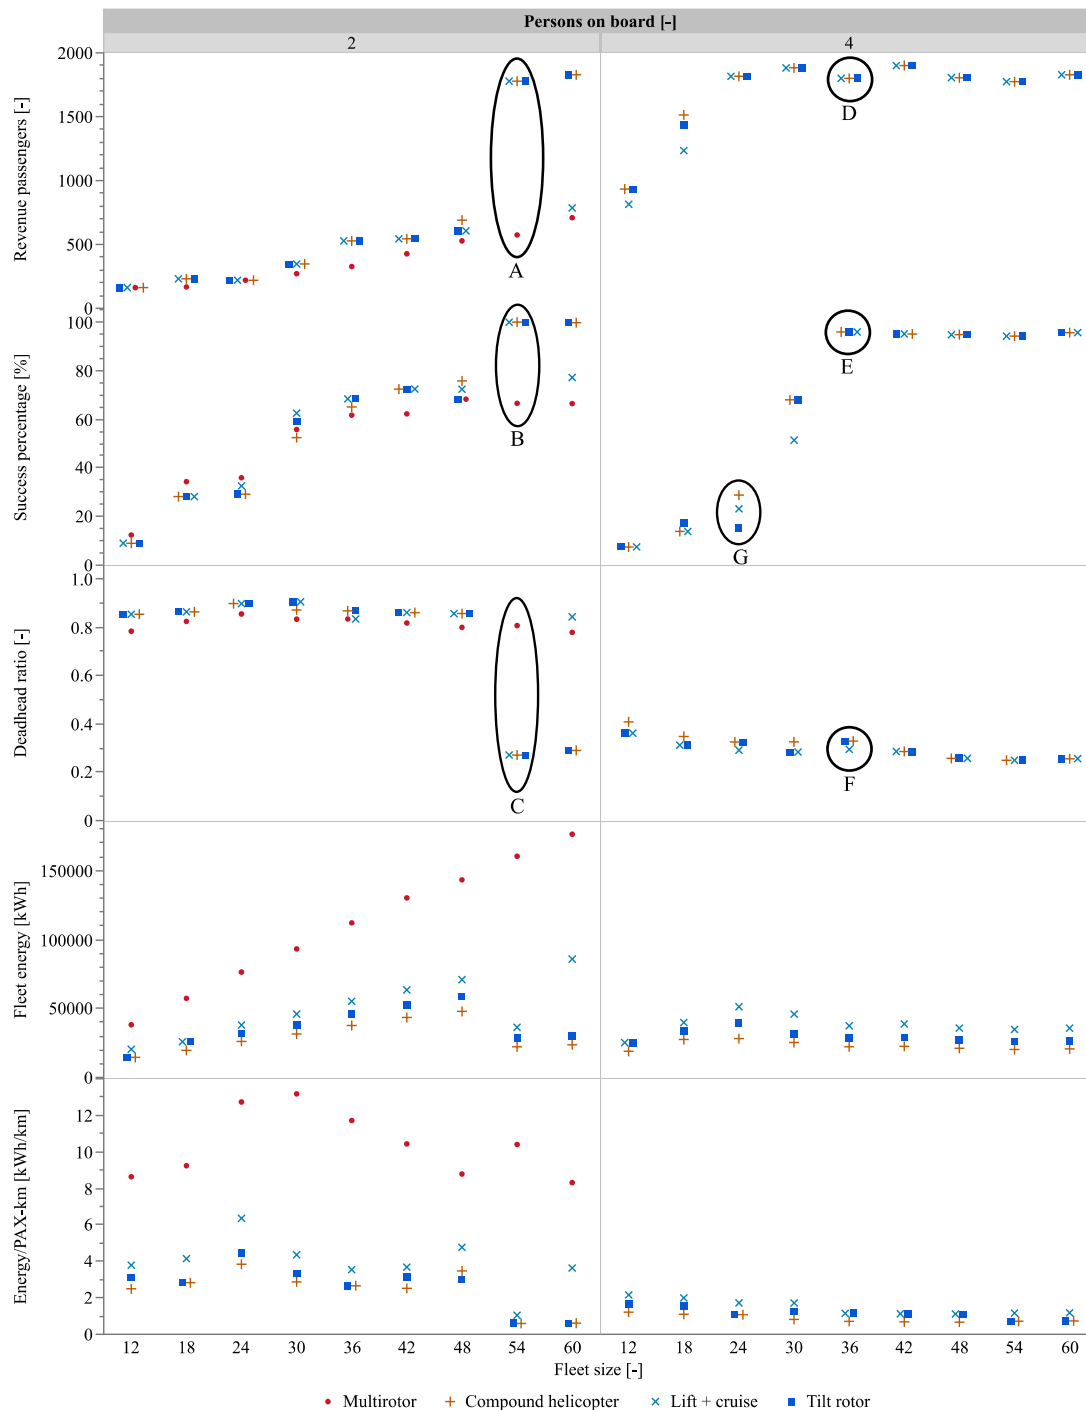 Persons on board [-]
2
4
Revenue passengers [-]
2000
1500
1000
500
0
A
D
Success percentage [%]
100
80
60
40
20
0
B
E
G
Deadhead ratio [-]
1.0
0.8
0.6
0.4
0.2
0
C
F
Fleet energy [kWh]
150000
100000
50000
0
Energy/PAX-km [kWh/km]
12
10
8
6
4
2
0
12 18 24 30 36 42 48 54 60 12 18 24 30 36 42 48 54 60
Fleet size [-]
Multirotor Compound helicopter Lift + cruise Tilt rotor